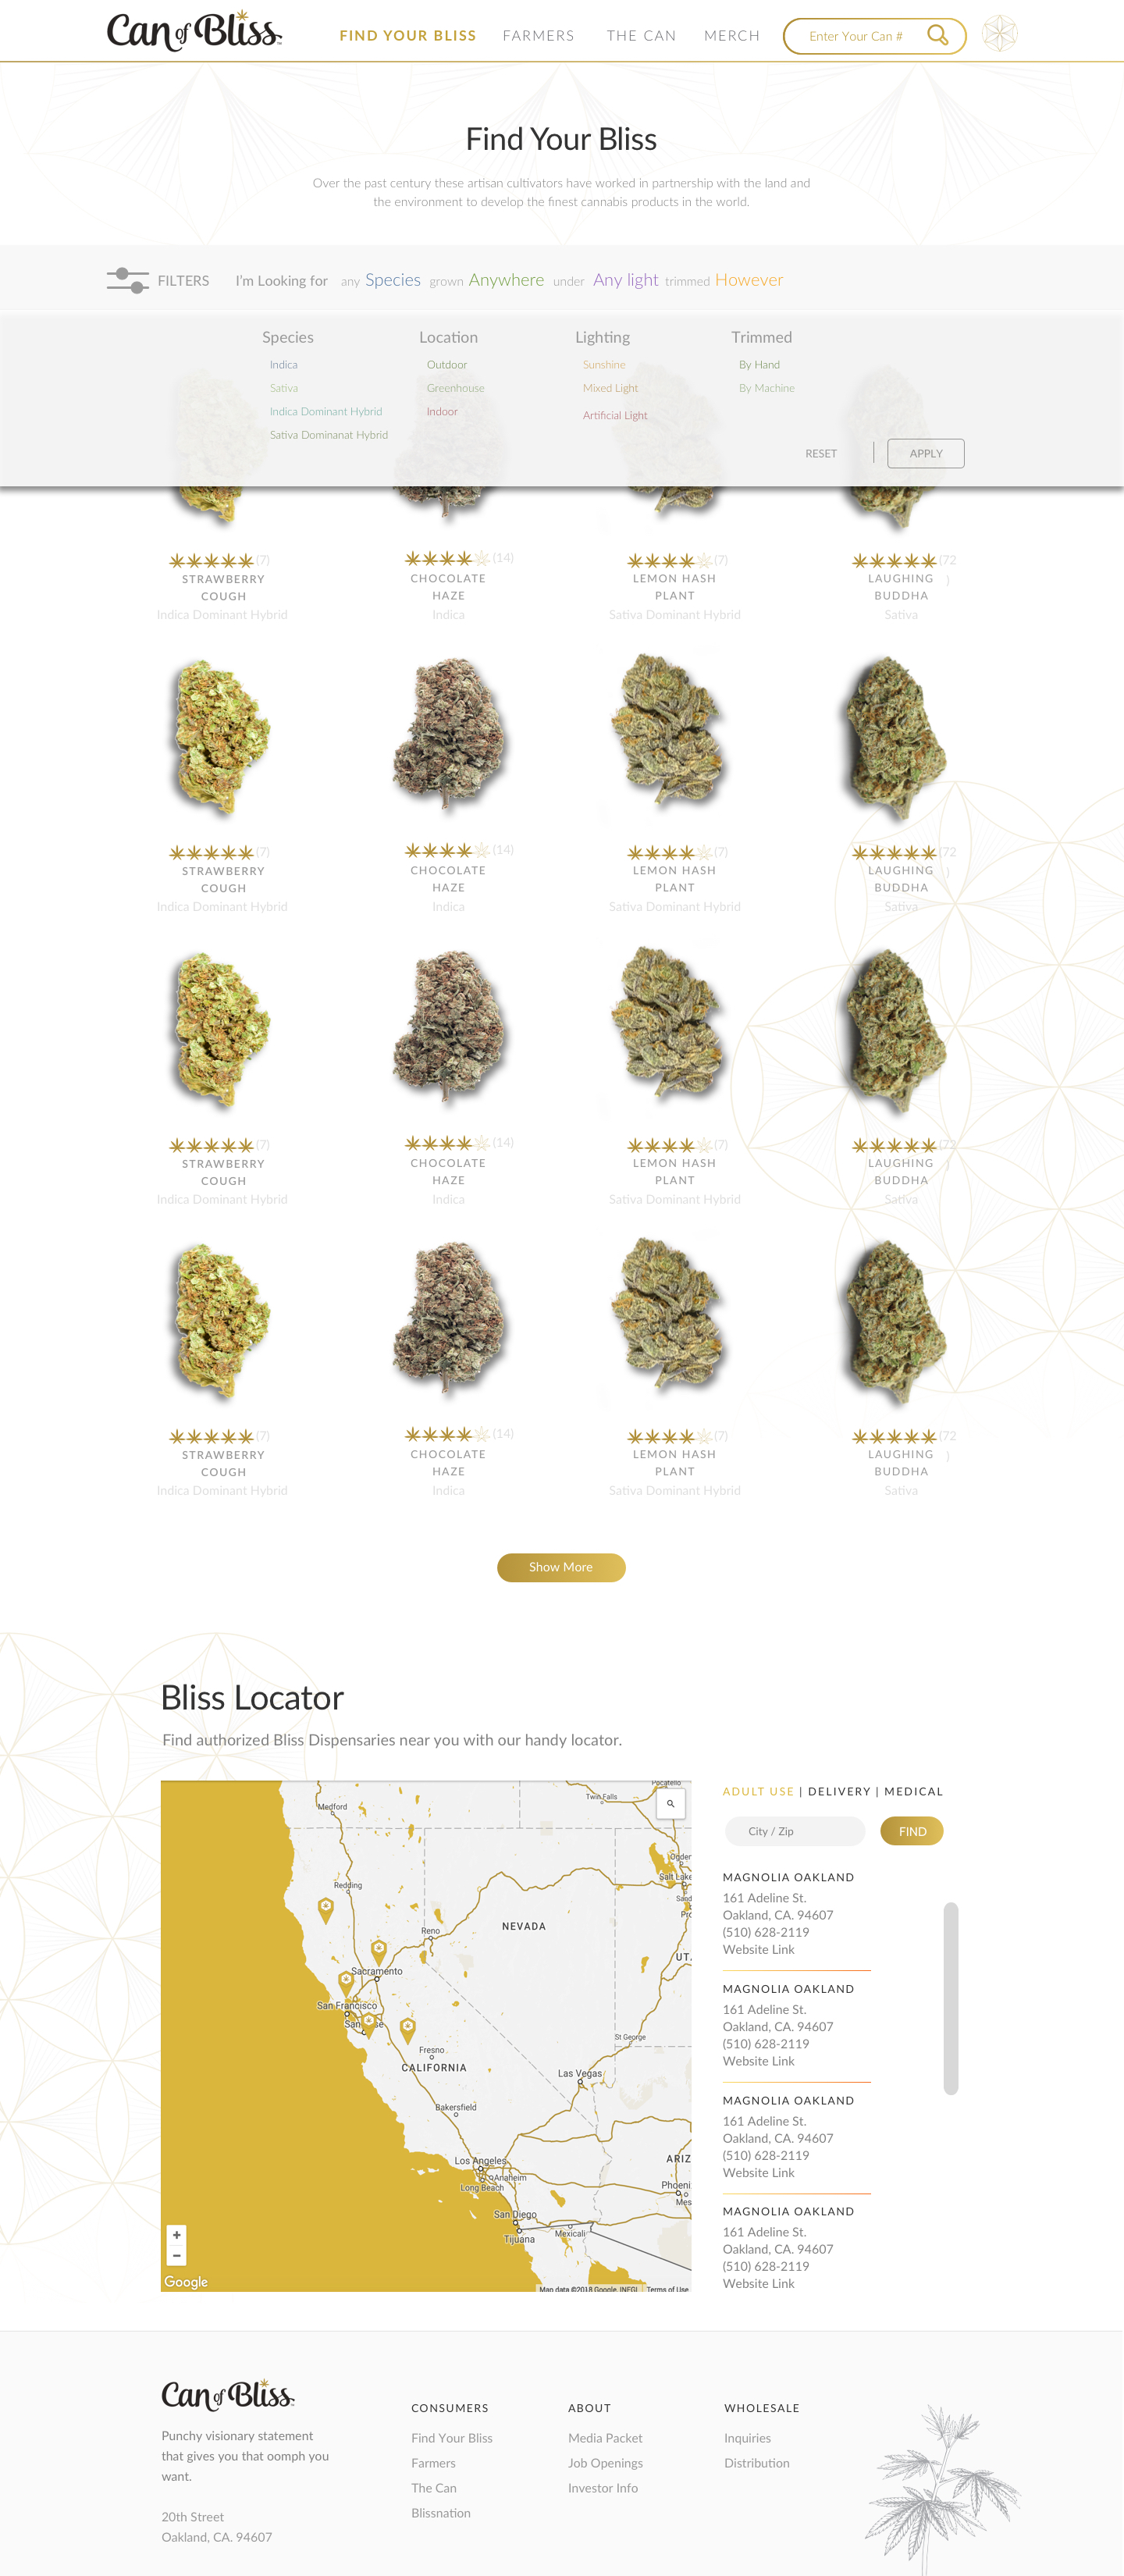 Can of Bliss™
FIND YOUR BLISS FARMERS THE CAN MERCH Enter Your Can #
Find Your Bliss
Over the past century these artisan cultivators have worked in partnership with the land and
the environment to develop the finest cannabis products in the world.
FILTERS I'm Looking for any Species grown Anywhere under Any light trimmed However
Species Location Lighting Trimmed
Indica Outdoor Sunshine By Hand
Sativa Greenhouse Mixed Light By Machine
Indica Dominant Hybrid Indoor Artificial Light
Sativa Dominanat Hybrid
RESET | APPLY
(7) (14) (7) (72
)
STRAWBERRY CHOCOLATE LEMON HASH LAUGHING
COUGH HAZE PLANT BUDDHA
Indica Dominant Hybrid Indica Sativa Dominant Hybrid Sativa
(7) (14) (7) (72
)
STRAWBERRY CHOCOLATE LEMON HASH LAUGHING
COUGH HAZE PLANT BUDDHA
Indica Dominant Hybrid Indica Sativa Dominant Hybrid Sativa
(7) (14) (7) (72
)
STRAWBERRY CHOCOLATE LEMON HASH LAUGHING
COUGH HAZE PLANT BUDDHA
Indica Dominant Hybrid Indica Sativa Dominant Hybrid Sativa
(7) (14) (7) (72
)
STRAWBERRY CHOCOLATE LEMON HASH LAUGHING
COUGH HAZE PLANT BUDDHA
Indica Dominant Hybrid Indica Sativa Dominant Hybrid Sativa
Show More
Bliss Locator
Find authorized Bliss Dispensaries near you with our handy locator.
Pocatello
Twin Falls
Medford
Ogden
Salt Lake
Sand
Pro
Redding
NEVADA
Reno
UT
Sacramento
San Francisco
San
St George
Fresno
CALIFORNIA
Las Vegas
Bakersfield
Los Angeles
ARIZ
Anaheim
Long Beach
Phoeni
Mes
San Diego
Tijuana
Mexicali
+
−
Google
Map data ©2018 Google, INEGI Terms of Use
ADULT USE | DELIVERY | MEDICAL
City / Zip FIND
MAGNOLIA OAKLAND
161 Adeline St.
Oakland, CA. 94607
(510) 628-2119
Website Link
MAGNOLIA OAKLAND
161 Adeline St.
Oakland, CA. 94607
(510) 628-2119
Website Link
MAGNOLIA OAKLAND
161 Adeline St.
Oakland, CA. 94607
(510) 628-2119
Website Link
MAGNOLIA OAKLAND
161 Adeline St.
Oakland, CA. 94607
(510) 628-2119
Website Link
Can of Bliss™
Punchy visionary statement
that gives you that oomph you
want.
20th Street
Oakland, CA. 94607
CONSUMERS
Find Your Bliss
Farmers
The Can
Blissnation
ABOUT
Media Packet
Job Openings
Investor Info
WHOLESALE
Inquiries
Distribution